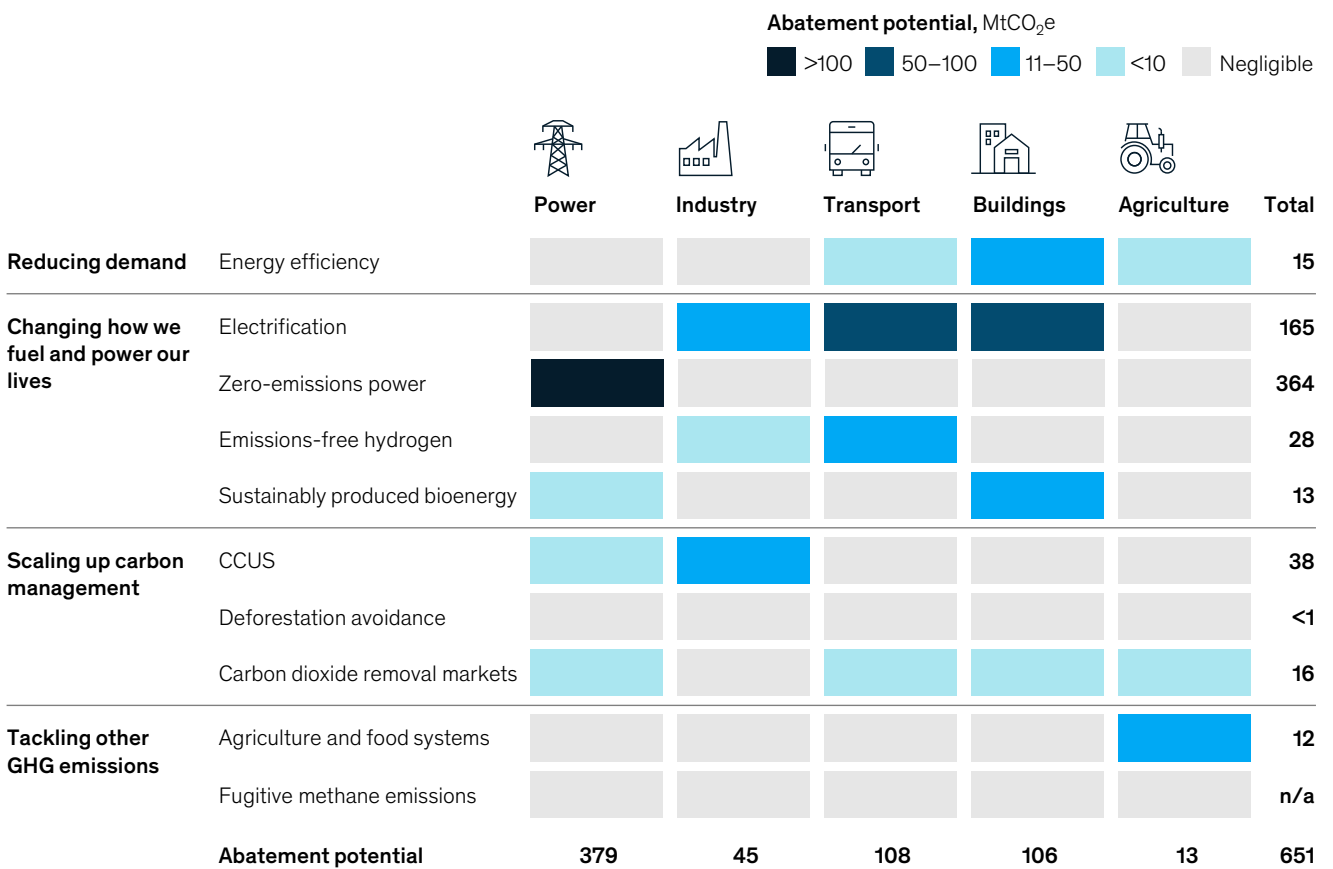 Abatement potential, MtCO₂e
>100 50–100 11–50 <10 Negligible
Power Industry Transport Buildings Agriculture Total
Reducing demand Energy efficiency 15
Changing how we
fuel and power our
lives
Electrification 165
Zero-emissions power 364
Emissions-free hydrogen 28
Sustainably produced bioenergy 13
Scaling up carbon
management
CCUS 38
Deforestation avoidance <1
Carbon dioxide removal markets 16
Tackling other
GHG emissions
Agriculture and food systems 12
Fugitive methane emissions n/a
Abatement potential 379 45 108 106 13 651